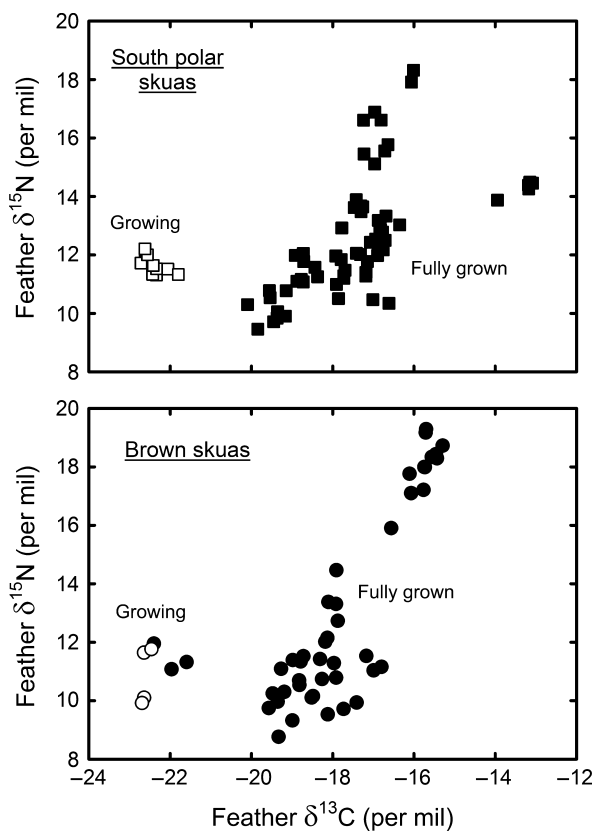 20
18
16
14
12
10
8
Feather δ15N (per mil)
South polar
skuas
Growing
Fully grown
20
18
16
14
12
10
8
Feather δ15N (per mil)
Brown skuas
Growing
Fully grown
–24 –22 –20 –18 –16 –14 –12
Feather δ13C (per mil)